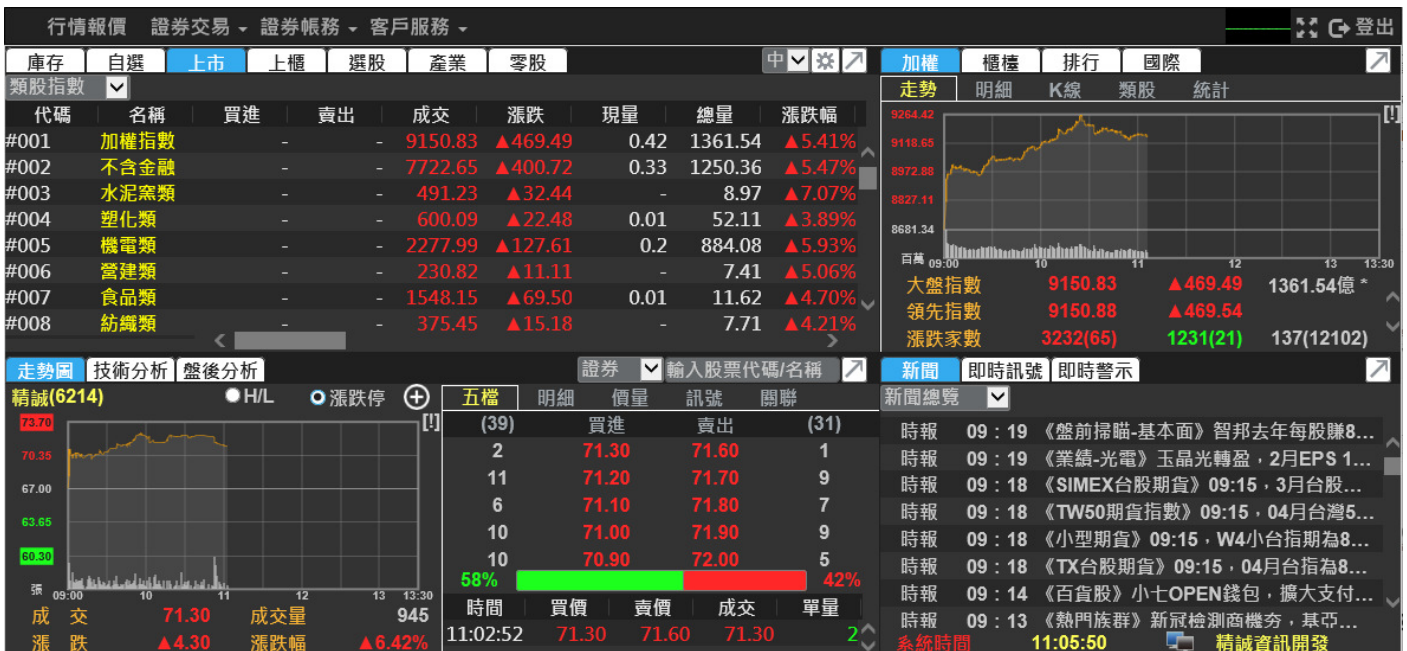 行情報價 證券交易 證券帳務 客戶服務 登出
庫存 自選 上市 上櫃 選股 產業 零股 中
類股指數
代碼 名稱 買進 賣出 成交 漲跌 現量 總量 漲跌幅
#001 加權指數 - - 9150.83 ▲469.49 0.42 1361.54 ▲5.41%
#002 不含金融 - - 7722.65 ▲400.72 0.33 1250.36 ▲5.47%
#003 水泥窯類 - - 491.23 ▲32.44 - 8.97 ▲7.07%
#004 塑化類 - - 600.09 ▲22.48 0.01 52.11 ▲3.89%
#005 機電類 - - 2277.99 ▲127.61 0.2 884.08 ▲5.93%
#006 營建類 - - 230.82 ▲11.11 - 7.41 ▲5.06%
#007 食品類 - - 1548.15 ▲69.50 0.01 11.62 ▲4.70%
#008 紡織類 - - 375.45 ▲15.18 - 7.71 ▲4.21%
加權 櫃檯 排行 國際
走勢 明細 K線 類股 統計
9264.42 [!]
9118.65
8972.88
8827.11
8681.34
百萬 09:00 10 11 12 13 13:30
大盤指數 9150.83 ▲469.49 1361.54億 *
領先指數 9150.88 ▲469.54
漲跌家數 3232(65) 1231(21) 137(12102)
走勢圖 技術分析 盤後分析 證券 輸入股票代碼/名稱
精誠(6214) H/L 漲跌停
73.70 [!]
70.35
67.00
63.65
60.30
張 09:00 10 11 12 13 13:30
成 交 71.30 成交量 945
漲 跌 ▲4.30 漲跌幅 ▲6.42%
五檔 明細 價量 訊號 關聯
(39) 買進 賣出 (31)
2 71.30 71.60 1
11 71.20 71.70 9
6 71.10 71.80 7
10 71.00 71.90 9
10 70.90 72.00 5
58% 42%
時間 買價 賣價 成交 單量
11:02:52 71.30 71.60 71.30 2
新聞 即時訊號 即時警示
新聞總覽
時報 09：19 《盤前掃瞄-基本面》智邦去年每股賺8...
時報 09：19 《業績-光電》玉晶光轉盈，2月EPS 1...
時報 09：18 《SIMEX台股期貨》09:15，3月台股...
時報 09：18 《TW50期貨指數》09:15，04月台灣5...
時報 09：18 《小型期貨》09:15，W4小台指期為8...
時報 09：18 《TX台股期貨》09:15，04月台指為8...
時報 09：14 《百貨股》小七OPEN錢包，擴大支付...
時報 09：13 《熱門族群》新冠檢測商機夯，基亞...
系統時間 11:05:50 精誠資訊開發